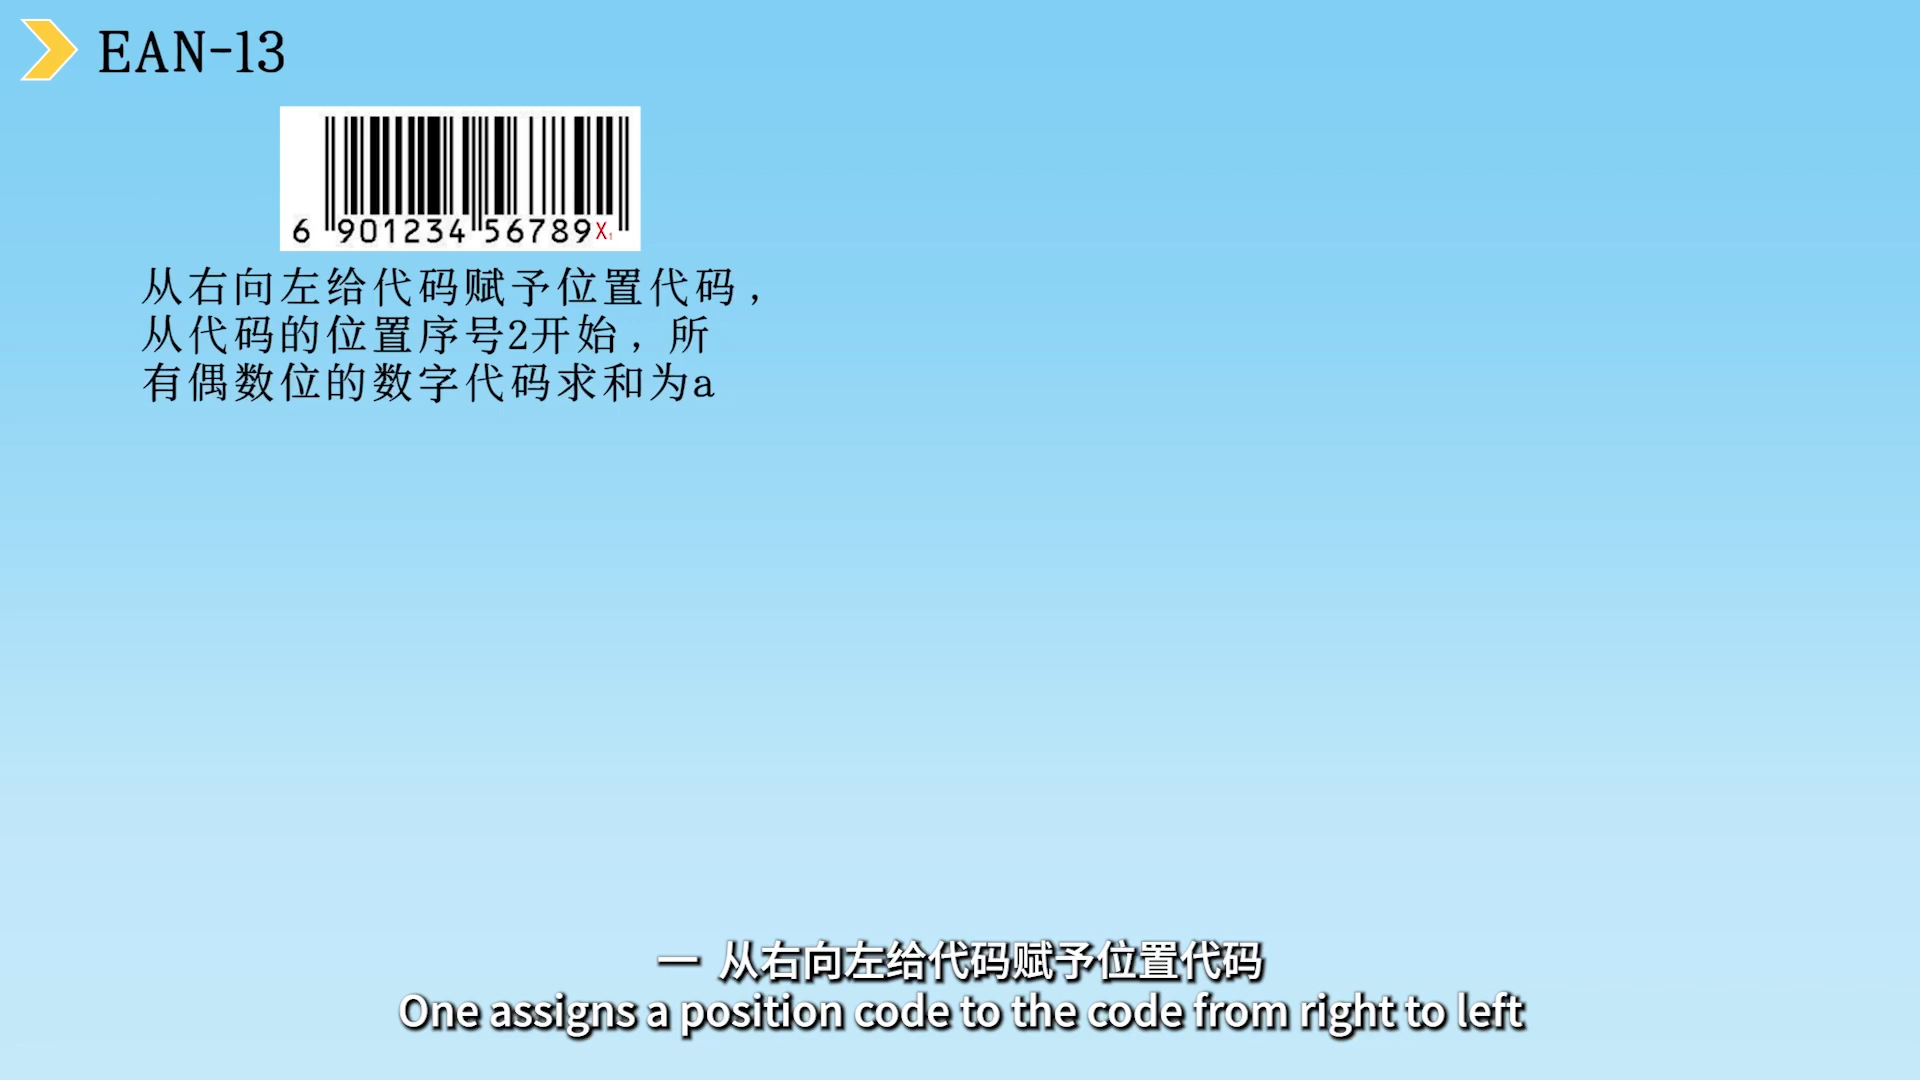 EAN-13
6 901234 56789X₁
从右向左给代码赋予位置代码，
从代码的位置序号2开始，所
有偶数位的数字代码求和为a
一 从右向左给代码赋予位置代码
One assigns a position code to the code from right to left